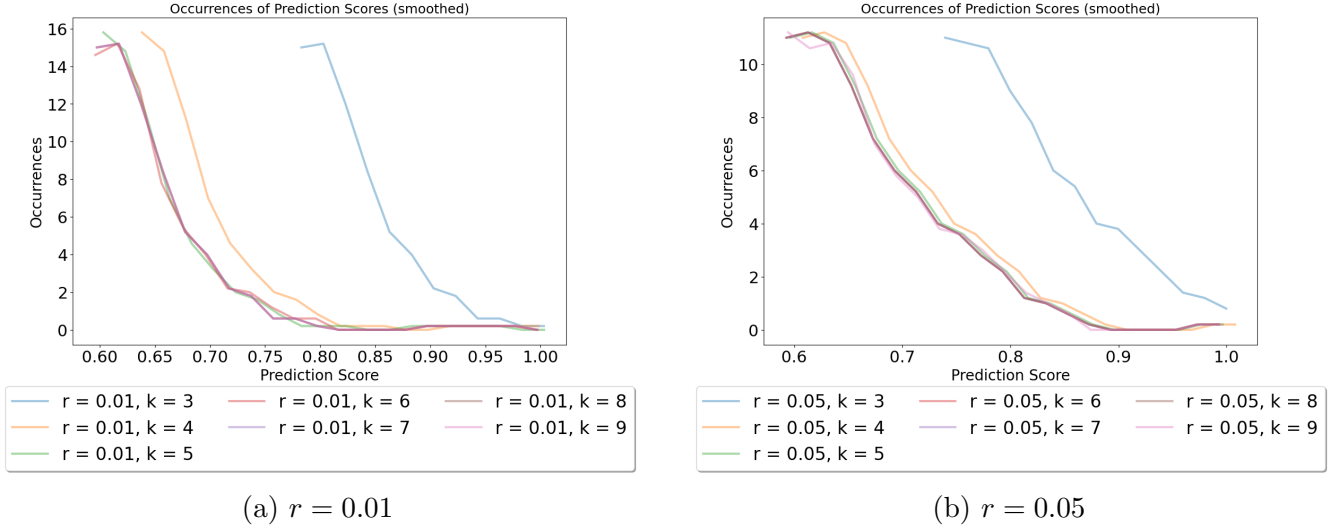 Occurrences of Prediction Scores (smoothed)
Occurrences
16
14
12
10
8
6
4
2
0
0.60 0.65 0.70 0.75 0.80 0.85 0.90 0.95 1.00
Prediction Score
r = 0.01, k = 3 r = 0.01, k = 6 r = 0.01, k = 8
r = 0.01, k = 4 r = 0.01, k = 7 r = 0.01, k = 9
r = 0.01, k = 5
(a) r = 0.01
Occurrences of Prediction Scores (smoothed)
Occurrences
10
8
6
4
2
0
0.6 0.7 0.8 0.9 1.0
Prediction Score
r = 0.05, k = 3 r = 0.05, k = 6 r = 0.05, k = 8
r = 0.05, k = 4 r = 0.05, k = 7 r = 0.05, k = 9
r = 0.05, k = 5
(b) r = 0.05